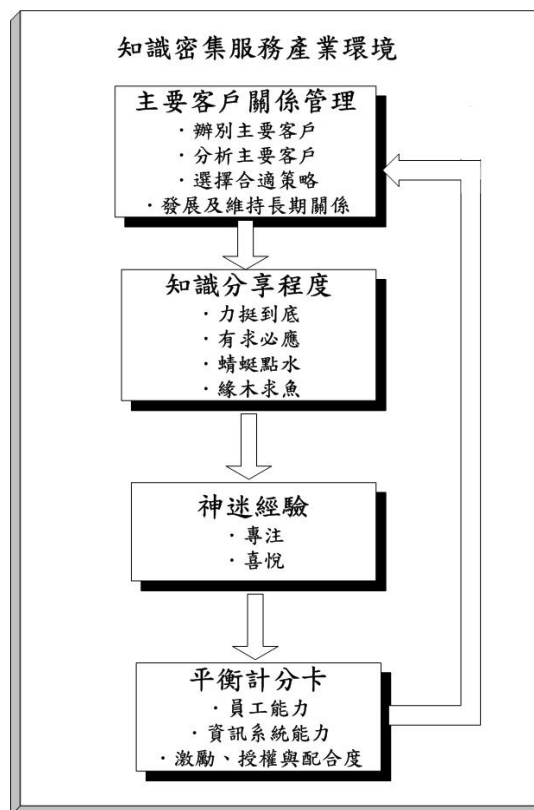 知識密集服務產業環境
主要客戶關係管理
·辦別主要客戶
·分析主要客戶
·選擇合適策略
·發展及維持長期關係
知識分享程度
·力挺到底
·有求必應
·蜻蜓點水
·緣木求魚
神迷經驗
·專注
·喜悅
平衡計分卡
·員工能力
·資訊系統能力
·激勵、授權與配合度